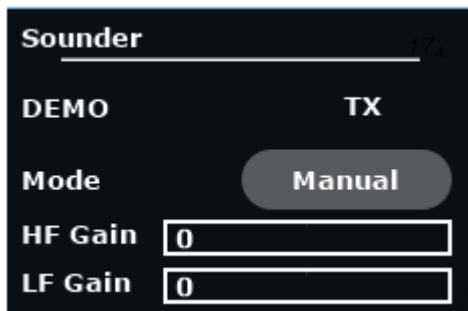 Sounder
DEMO TX
Mode Manual
HF Gain 0
LF Gain 0